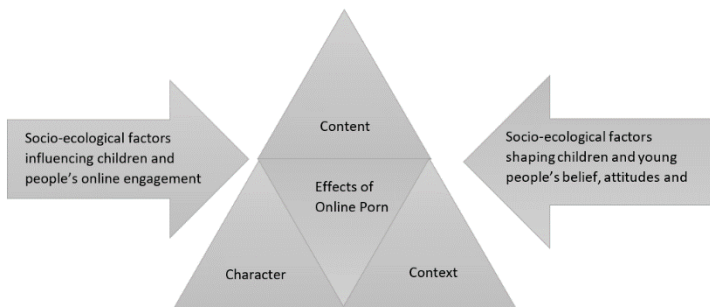 Content
Socio-ecological factors
influencing children and
people's online engagement
Socio-ecological factors
shaping children and young
people's belief, attitudes and
Effects of
Online Porn
Character
Context